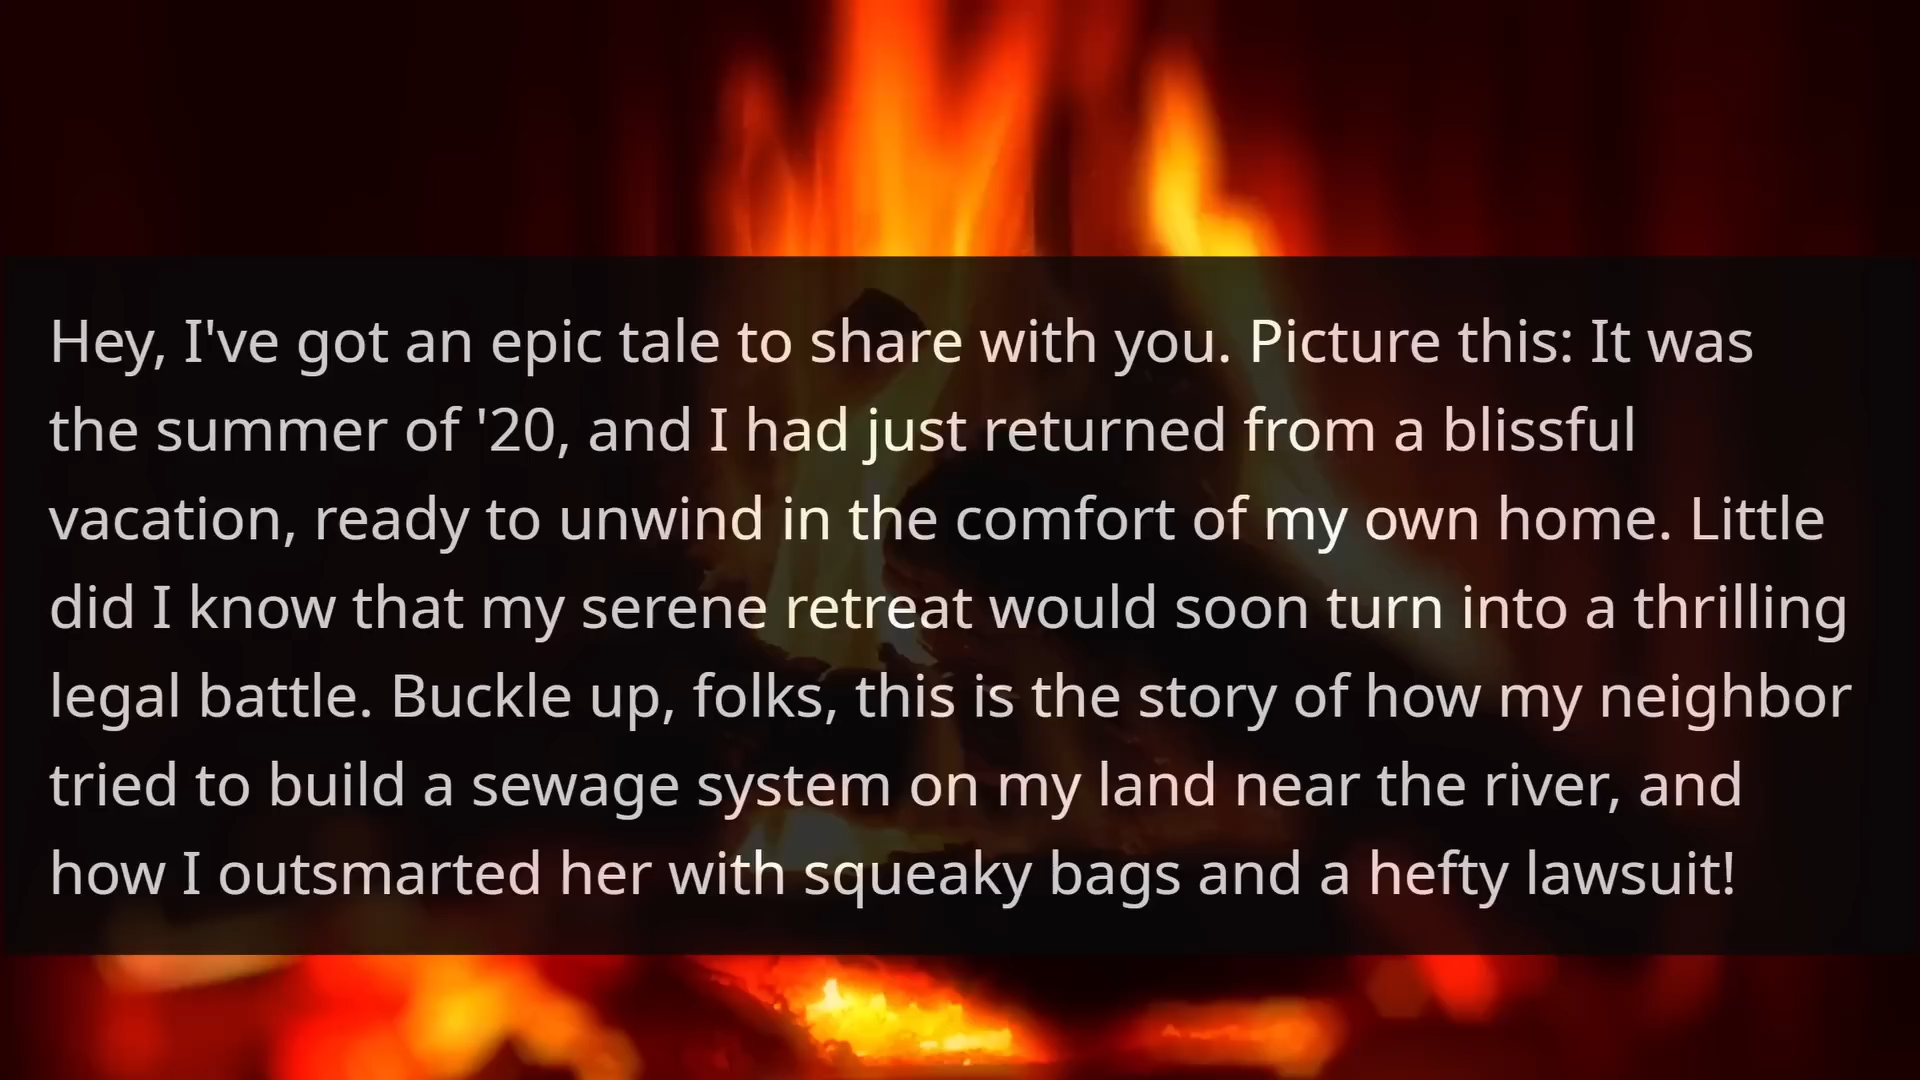 Hey, I've got an epic tale to share with you. Picture this: It was
the summer of '20, and I had just returned from a blissful
vacation, ready to unwind in the comfort of my own home. Little
did I know that my serene retreat would soon turn into a thrilling
legal battle. Buckle up, folks, this is the story of how my neighbor
tried to build a sewage system on my land near the river, and
how I outsmarted her with squeaky bags and a hefty lawsuit!